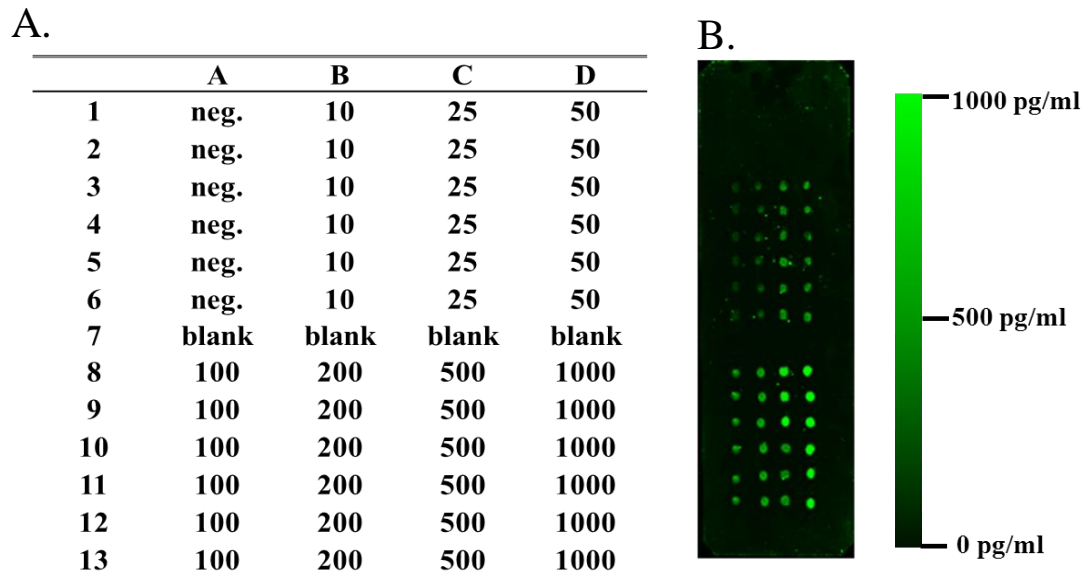 A.
A B C D
1 neg. 10 25 50
2 neg. 10 25 50
3 neg. 10 25 50
4 neg. 10 25 50
5 neg. 10 25 50
6 neg. 10 25 50
7 blank blank blank blank
8 100 200 500 1000
9 100 200 500 1000
10 100 200 500 1000
11 100 200 500 1000
12 100 200 500 1000
13 100 200 500 1000
B.
1000 pg/ml
500 pg/ml
0 pg/ml